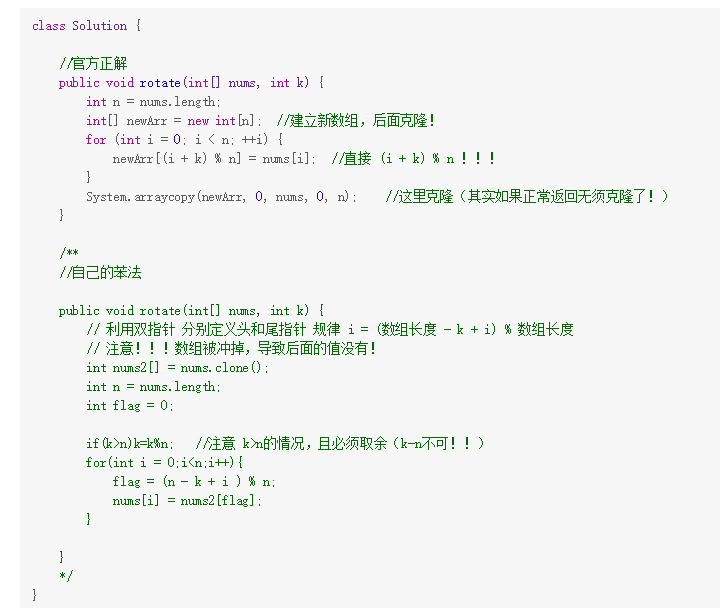 class Solution {
//官方正解
public void rotate(int[] nums, int k) {
int n = nums.length;
int[] newArr = new int[n];  //建立新数组，后面克隆！
for (int i = 0; i < n; ++i) {
newArr[(i + k) % n] = nums[i];  //直接 (i + k) % n ！！！
}
System.arraycopy(newArr, 0, nums, 0, n);    //这里克隆（其实如果正常返回无须克隆了！）
}
/**
//自己的苯法
public void rotate(int[] nums, int k) {
// 利用双指针 分别定义头和尾指针 规律 i = (数组长度 - k + i) % 数组长度
// 注意！！！数组被冲掉，导致后面的值没有！
int nums2[] = nums.clone();
int n = nums.length;
int flag = 0;
if(k>n)k=k%n;   //注意 k>n的情况，且必须取余（k-n不可！！）
for(int i = 0;i<n;i++){
flag = (n - k + i ) % n;
nums[i] = nums2[flag];
}
}
*/
}